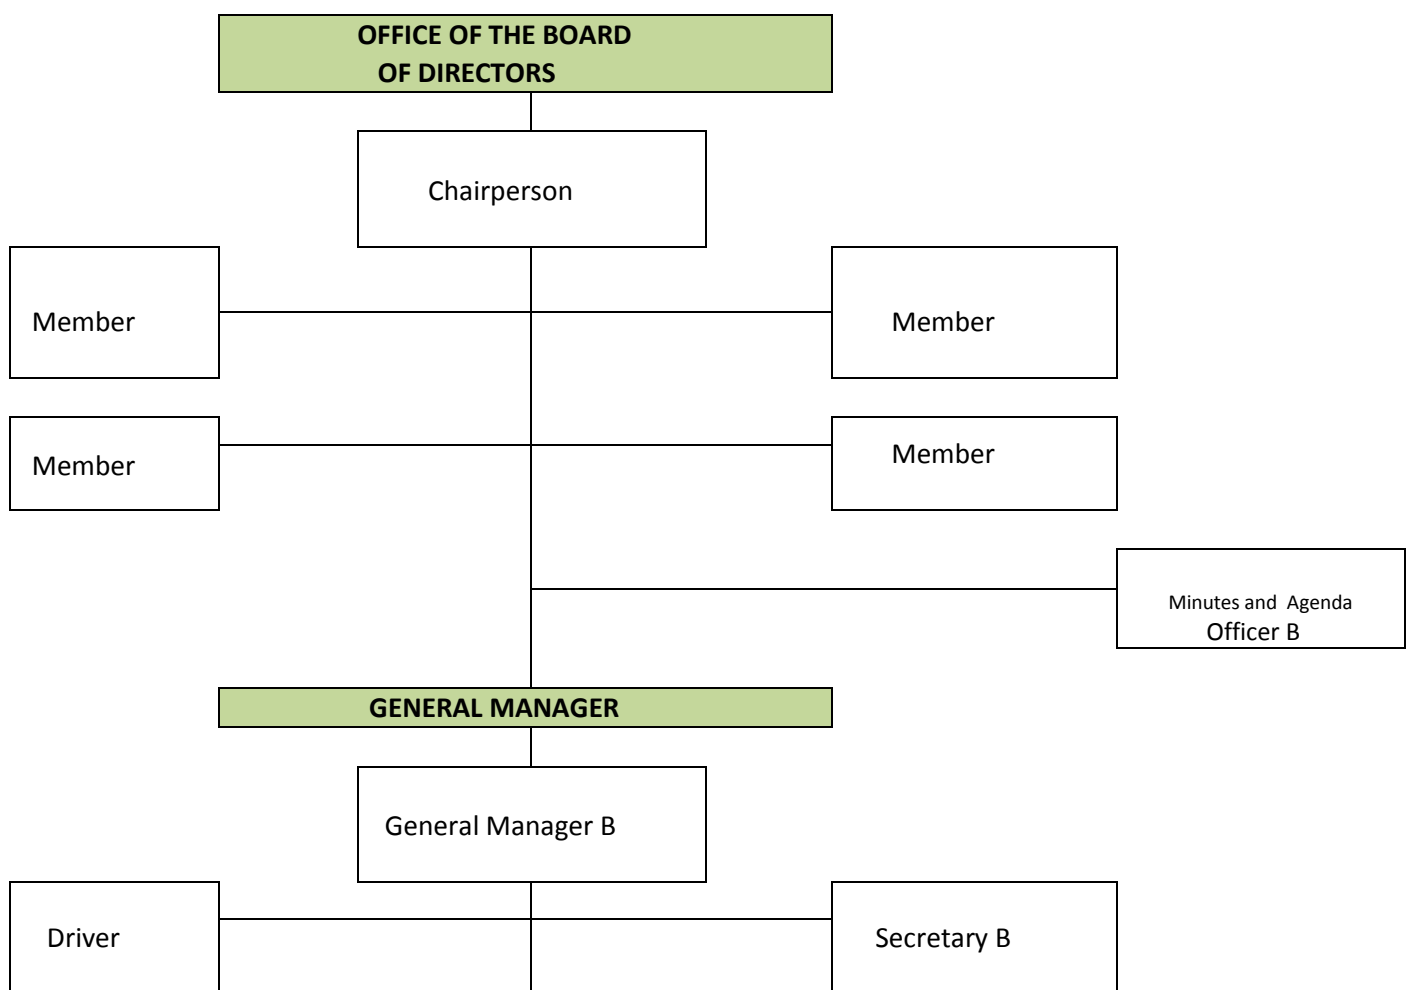 OFFICE OF THE BOARD
OF DIRECTORS
Chairperson
Member
Member
Member
Member
Minutes and Agenda
Officer B
GENERAL MANAGER
General Manager B
Driver
Secretary B